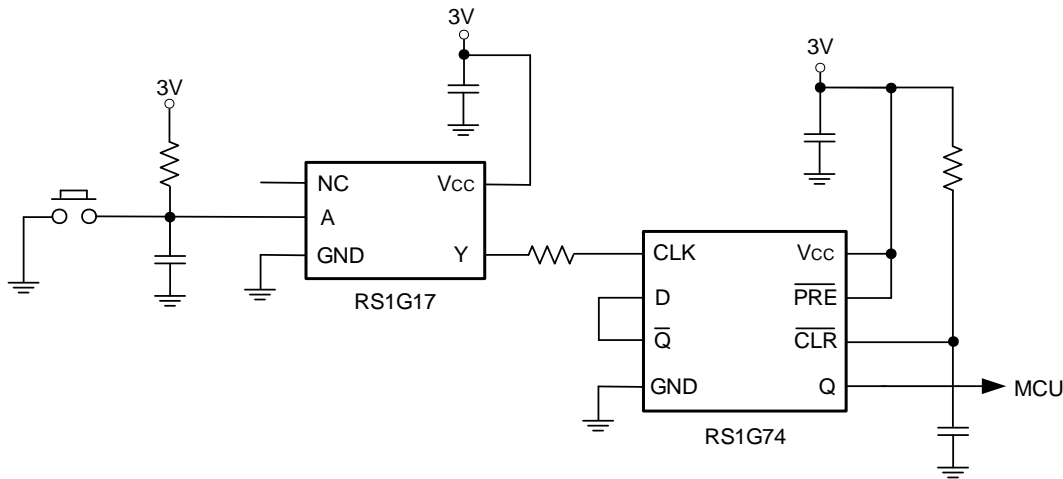 3V
3V
3V
NC
VCC
A
GND
Y
RS1G17
CLK
VCC
D
PRE
Q
CLR
GND
Q
MCU
RS1G74